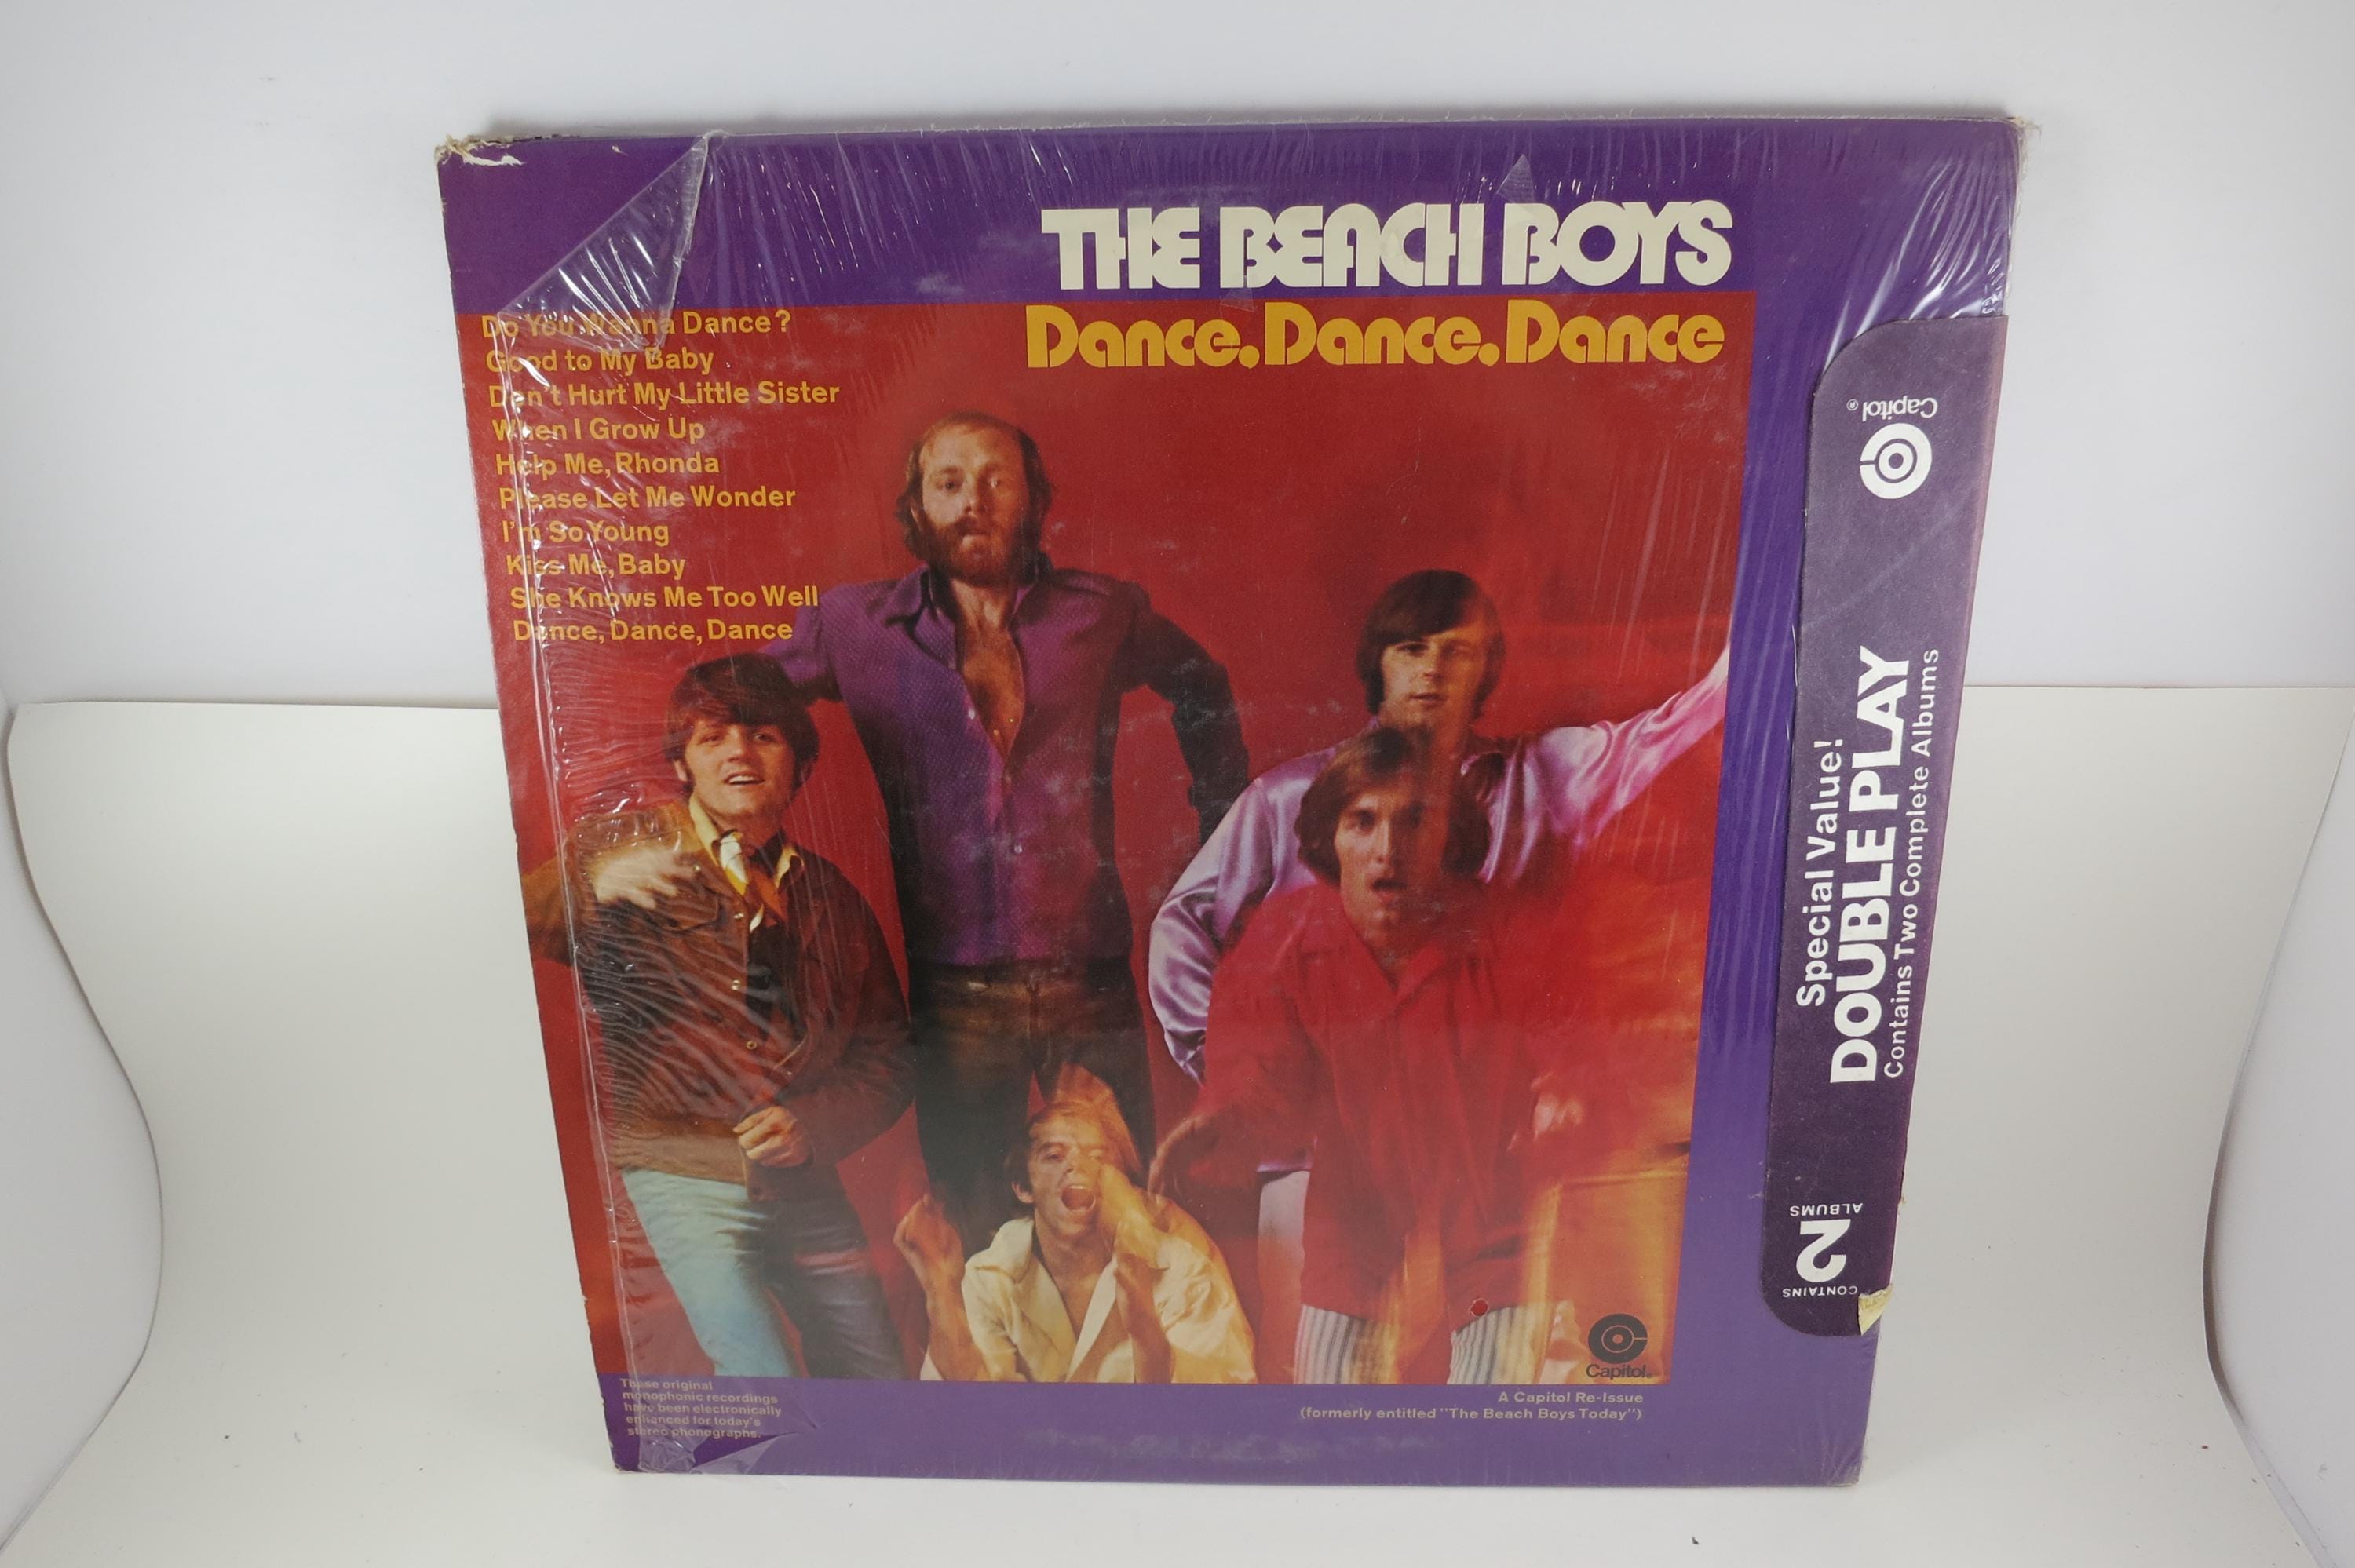 THE BEACH BOYS
Dance, Dance, Dance
Do You Wanna Dance?
Good to My Baby
Don't Hurt My Little Sister
When I Grow Up
Help Me, Rhonda
Please Let Me Wonder
I'm So Young
Kiss Me, Baby
She Knows Me Too Well
Dance, Dance, Dance
Capitol®
Special Value!
DOUBLE PLAY
Contains Two Complete Albums
CONTAINS
2
ALBUMS
Capitol®
These original
monophonic recordings
have been electronically
enhanced for today's
stereo phonographs.
A Capitol Re-Issue
(formerly entitled "The Beach Boys Today")